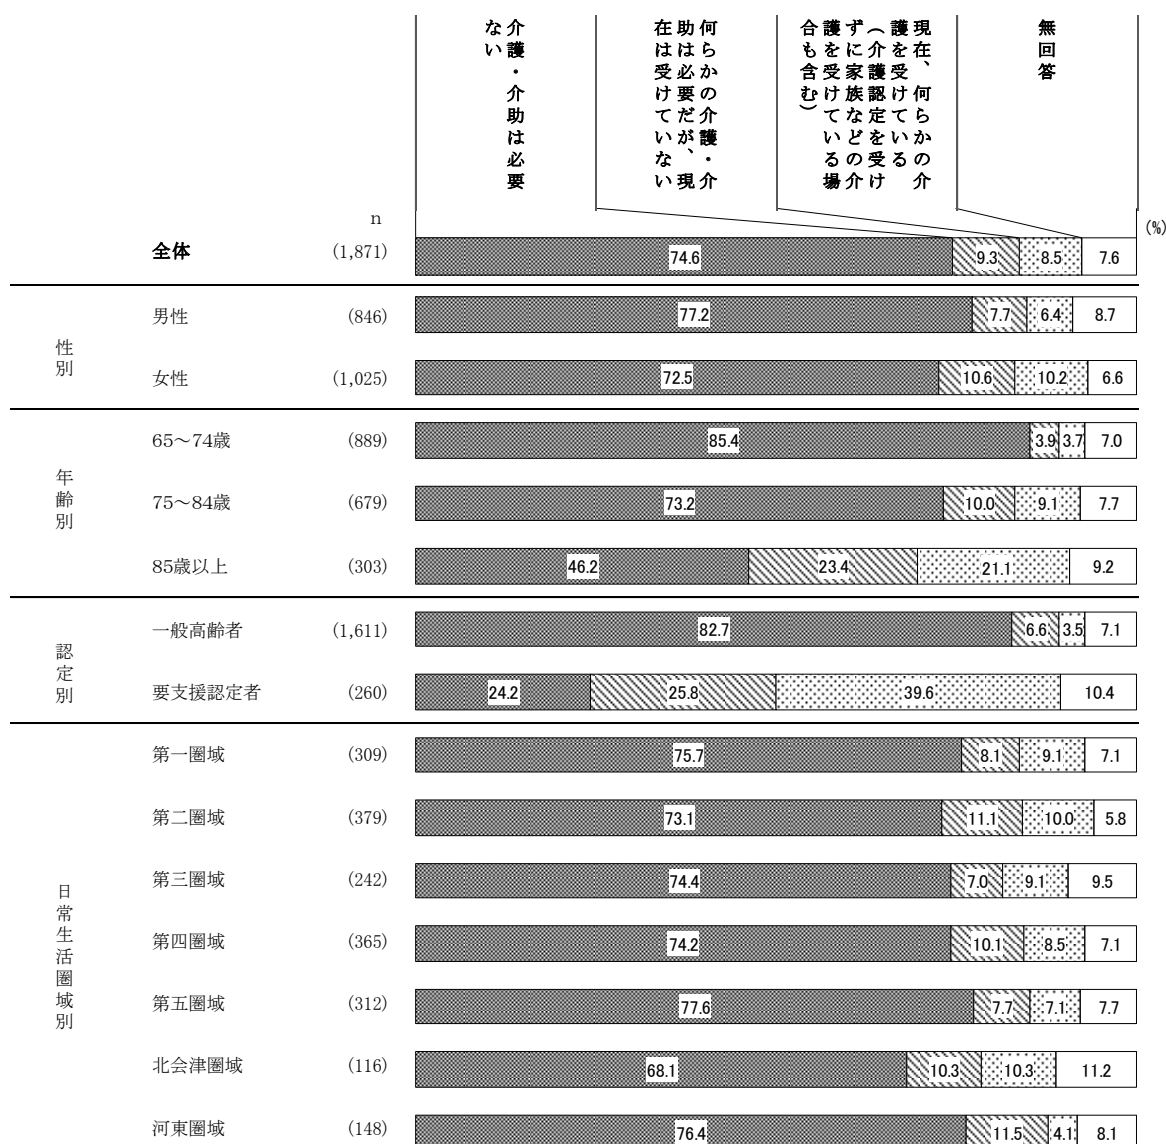 介護・介助は必要
ない
何らかの介護・介
助は必要だが、現
在は受けていない
現在、何らかの介
護を受けている
（介護認定を受け
ずに家族などの介
護を受けている場
合も含む）
無回答
n
(%)
全体 (1,871) 74.6 9.3 8.5 7.6
性別
男性 (846) 77.2 7.7 6.4 8.7
女性 (1,025) 72.5 10.6 10.2 6.6
年齢別
65～74歳 (889) 85.4 3.9 3.7 7.0
75～84歳 (679) 73.2 10.0 9.1 7.7
85歳以上 (303) 46.2 23.4 21.1 9.2
認定別
一般高齢者 (1,611) 82.7 6.6 3.5 7.1
要支援認定者 (260) 24.2 25.8 39.6 10.4
日常生活圏域別
第一圏域 (309) 75.7 8.1 9.1 7.1
第二圏域 (379) 73.1 11.1 10.0 5.8
第三圏域 (242) 74.4 7.0 9.1 9.5
第四圏域 (365) 74.2 10.1 8.5 7.1
第五圏域 (312) 77.6 7.7 7.1 7.7
北会津圏域 (116) 68.1 10.3 10.3 11.2
河東圏域 (148) 76.4 11.5 4.1 8.1